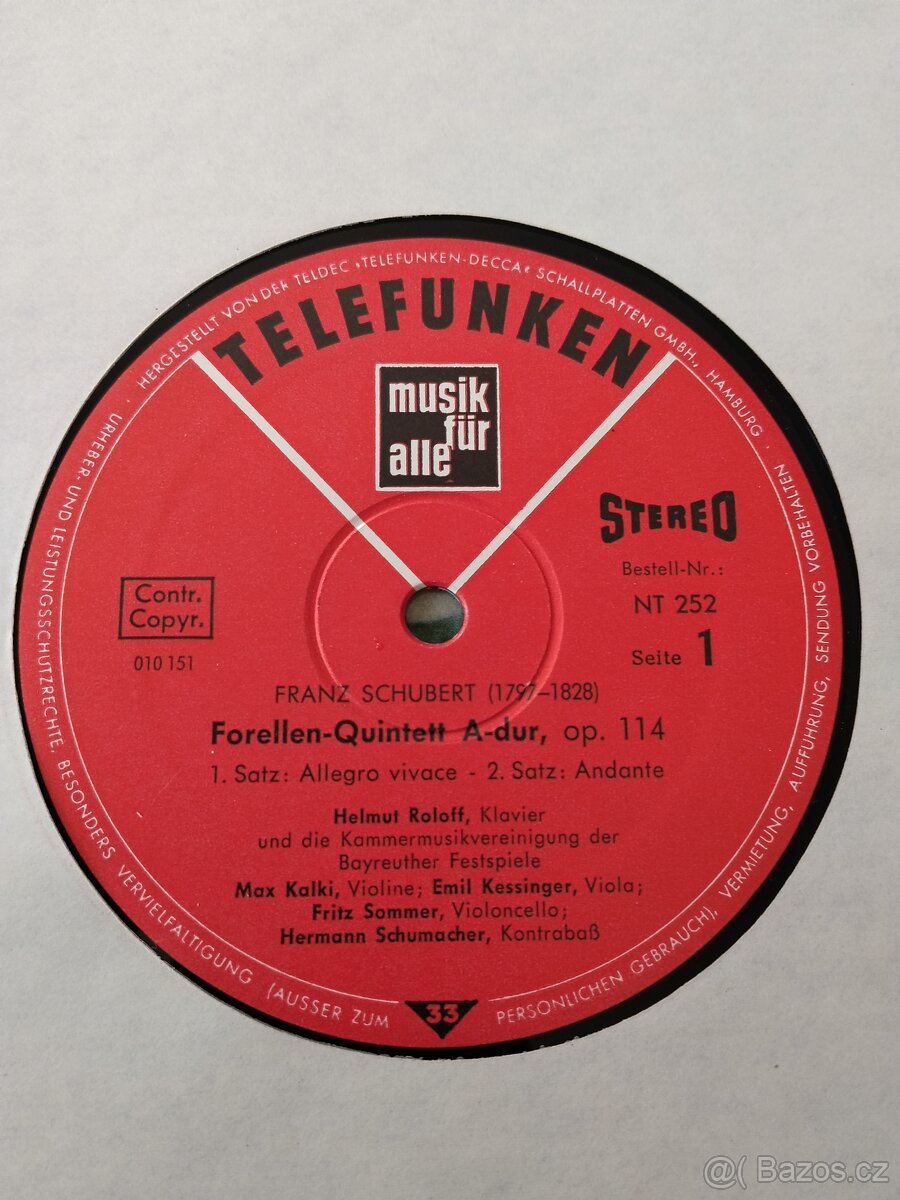 HERGESTELLT VON DER TELDEC »TELEFUNKEN-DECCA« SCHALLPLATTEN GMBH., HAMBURG ·
URHEBER- UND LEISTUNGSSCHUTZRECHTE, BESONDERS VERVIELFÄLTIGUNG (AUSSER ZUM PERSONLICHEN GEBRAUCH), VERMIETUNG, AUFFÜHRUNG, SENDUNG VORBEHALTEN
TELEFUNKEN
musik
für
alle
STEREO
Bestell-Nr.:
NT 252
Seite 1
Contr.
Copyr.
010 151
FRANZ SCHUBERT (1797–1828)
Forellen-Quintett A-dur, op. 114
1. Satz: Allegro vivace - 2. Satz: Andante
Helmut Roloff, Klavier
und die Kammermusikvereinigung der
Bayreuther Festspiele
Max Kalki, Violine; Emil Kessinger, Viola;
Fritz Sommer, Violoncello;
Hermann Schumacher, Kontrabaß
33
@( Bazos.cz